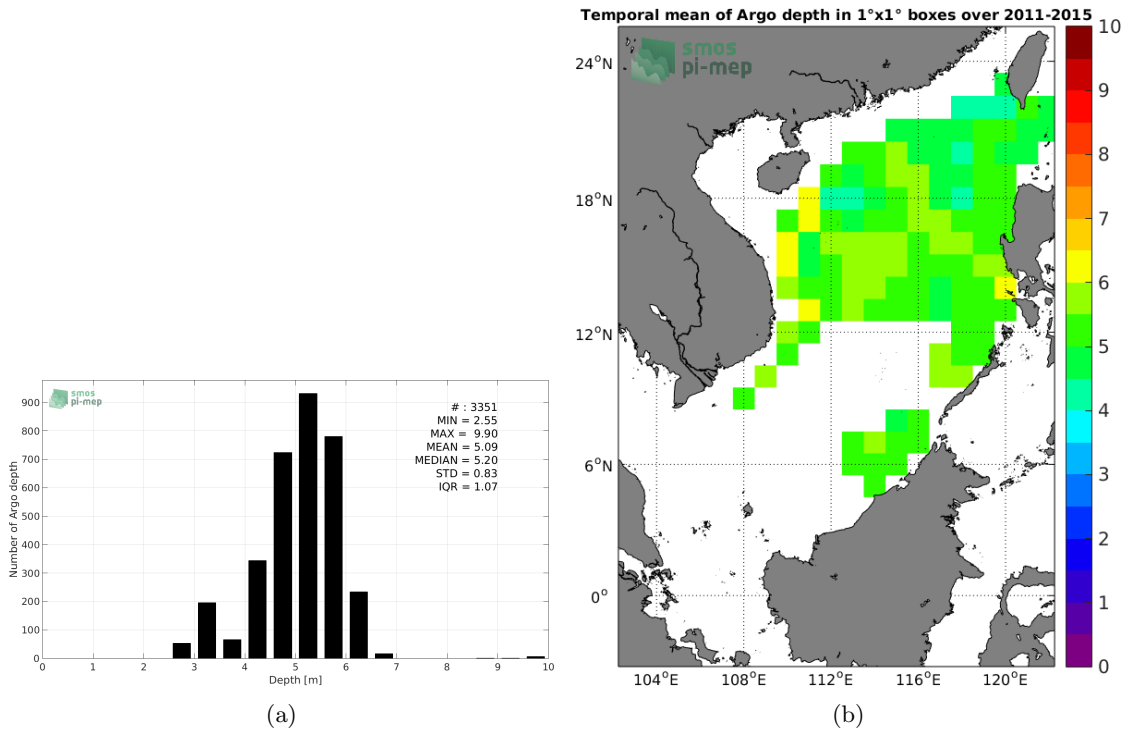 smos
pi-mep
# : 3351
MIN = 2.55
MAX = 9.90
MEAN = 5.09
MEDIAN = 5.20
STD = 0.83
IQR = 1.07
Number of Argo depth
900
800
700
600
500
400
300
200
100
0
0 1 2 3 4 5 6 7 8 9 10
Depth [m]
(a)
Temporal mean of Argo depth in 1°x1° boxes over 2011-2015
smos
pi-mep
24°N
18°N
12°N
6°N
0°
104°E 108°E 112°E 116°E 120°E
10
9
8
7
6
5
4
3
2
1
0
(b)